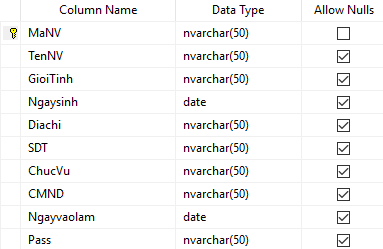 Column Name Data Type Allow Nulls
MaNV nvarchar(50)
TenNV nvarchar(50)
GioiTinh nvarchar(50)
Ngaysinh date
Diachi nvarchar(50)
SDT nvarchar(50)
ChucVu nvarchar(50)
CMND nvarchar(50)
Ngayvaolam date
Pass nvarchar(50)